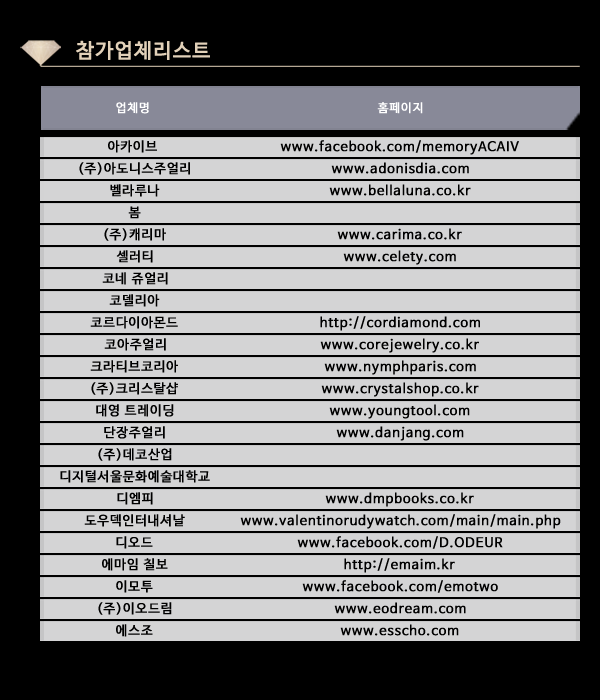 참가업체리스트
업체명 홈페이지
아카이브 www.facebook.com/memoryACAIV
(주)아도니스주얼리 www.adonisdia.com
벨라루나 www.bellaluna.co.kr
봄
(주)캐리마 www.carima.co.kr
셀러티 www.celety.com
코네 쥬얼리
코델리아
코르다이아몬드 http://cordiamond.com
코아주얼리 www.corejewelry.co.kr
크라티브코리아 www.nymphparis.com
(주)크리스탈샵 www.crystalshop.co.kr
대영 트레이딩 www.youngtool.com
단장주얼리 www.danjang.com
(주)데코산업
디지털서울문화예술대학교
디엠피 www.dmpbooks.co.kr
도우덱인터내셔날 www.valentinorudywatch.com/main/main.php
디오드 www.facebook.com/D.ODEUR
에마임 칠보 http://emaim.kr
이모투 www.facebook.com/emotwo
(주)이오드림 www.eodream.com
에스조 www.esscho.com